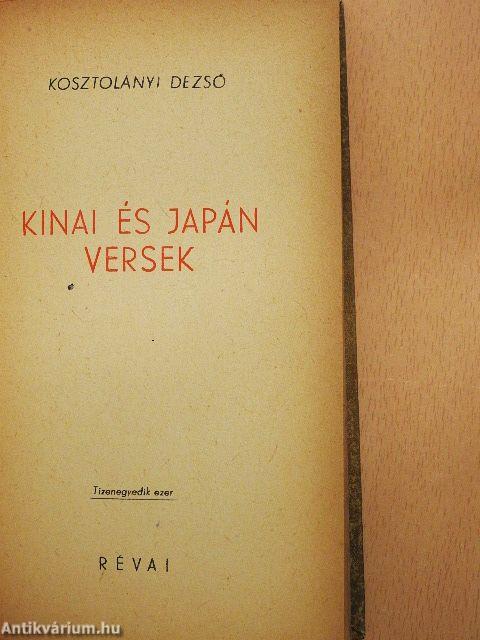 KOSZTOLÁNYI DEZSŐ
KINAI ÉS JAPÁN
VERSEK
Tizenegyedik ezer
RÉVAI
Antikvárium.hu